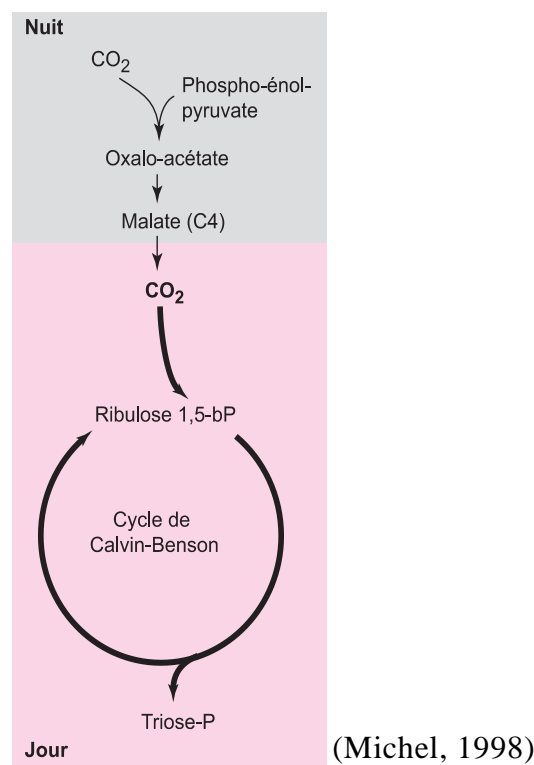 Nuit
CO2
Phospho-énol-
pyruvate
Oxalo-acétate
Malate (C4)
CO2
Ribulose 1,5-bP
Cycle de
Calvin-Benson
Triose-P
Jour
(Michel, 1998)